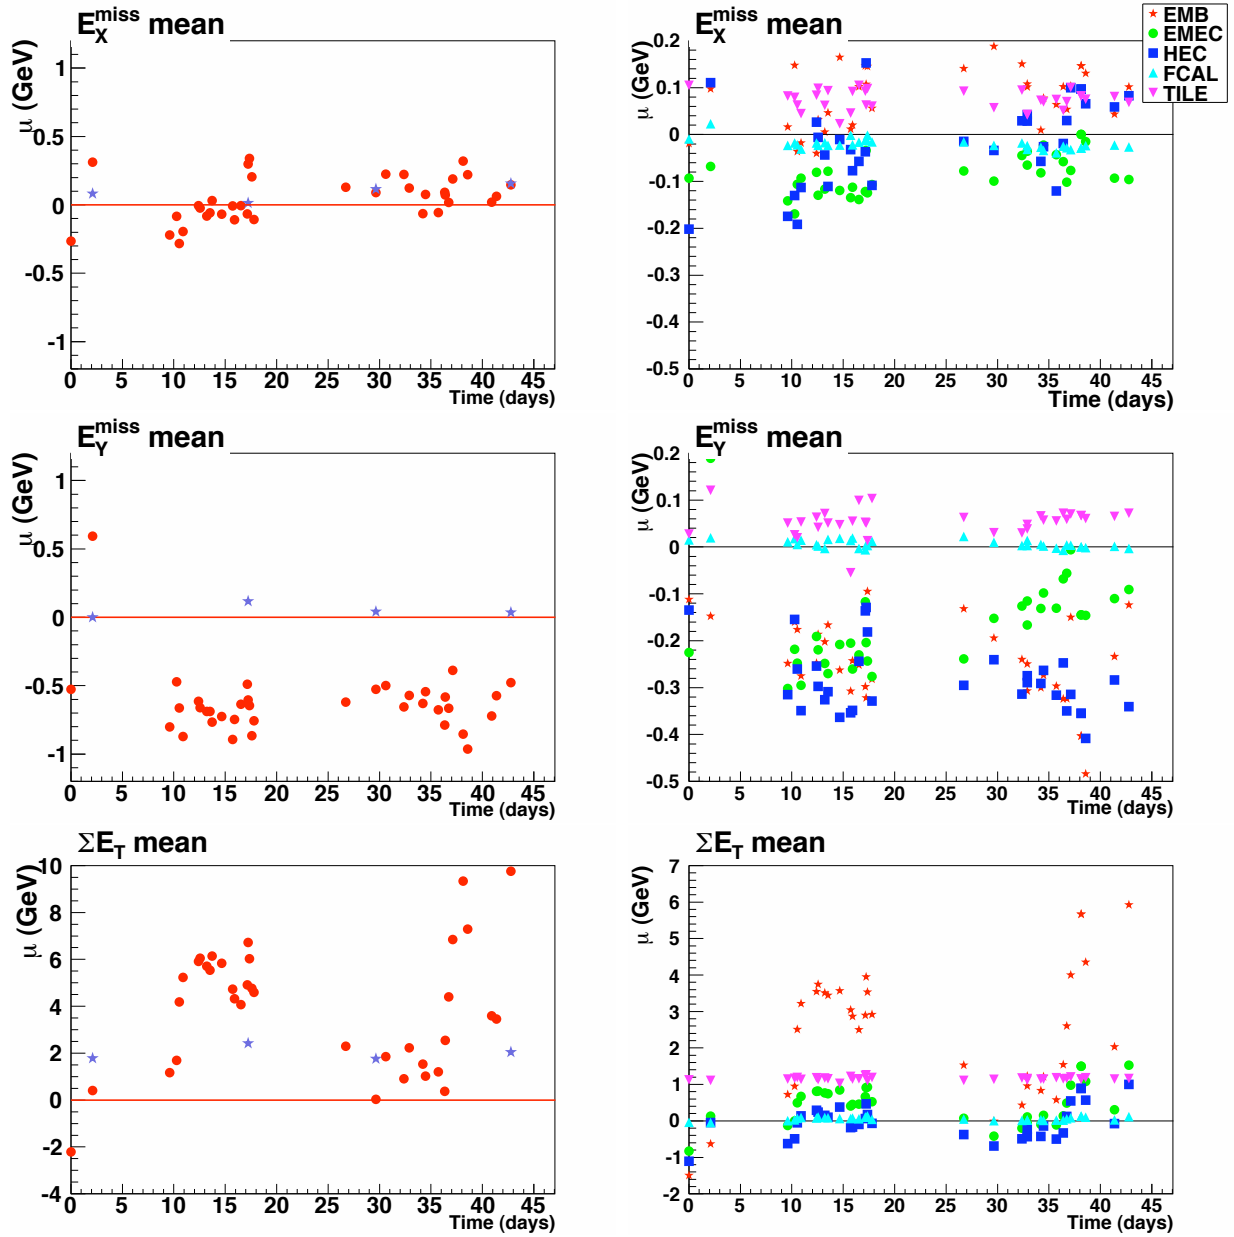 E_X^miss mean
μ (GeV)
1
0.5
0
-0.5
-1
0 5 10 15 20 25 30 35 40 45
Time (days)
E_X^miss mean
EMB
EMEC
HEC
FCAL
TILE
μ (GeV)
0.2
0.1
0
-0.1
-0.2
-0.3
-0.4
-0.5
0 5 10 15 20 25 30 35 40 45
Time (days)
E_Y^miss mean
μ (GeV)
1
0.5
0
-0.5
-1
0 5 10 15 20 25 30 35 40 45
Time (days)
E_Y^miss mean
μ (GeV)
0.2
0.1
0
-0.1
-0.2
-0.3
-0.4
-0.5
0 5 10 15 20 25 30 35 40 45
Time (days)
ΣE_T mean
μ (GeV)
10
8
6
4
2
0
-2
-4
0 5 10 15 20 25 30 35 40 45
Time (days)
ΣE_T mean
μ (GeV)
7
6
5
4
3
2
1
0
-1
-2
0 5 10 15 20 25 30 35 40 45
Time (days)